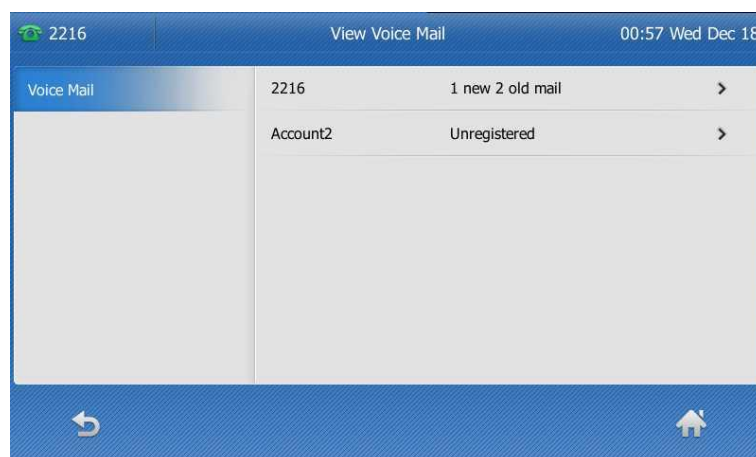 2216 View Voice Mail 00:57 Wed Dec 18
Voice Mail
2216 1 new 2 old mail
Account2 Unregistered